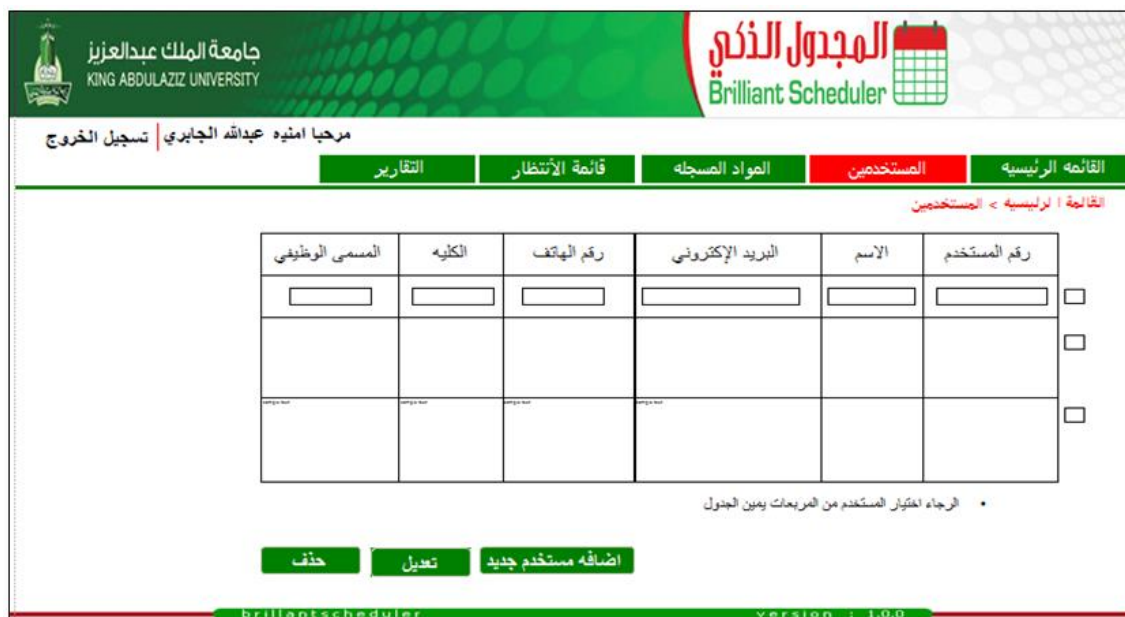 المجدول الذكي
Brilliant Scheduler
جامعة الملك عبدالعزيز
KING ABDULAZIZ UNIVERSITY
مرحبا امنيه عبدالله الجابري | تسجيل الخروج
القائمه الرئيسيه المستخدمين المواد المسجله قائمة الأنتظار التقارير
القائمة الرئيسيه > المستخدمين
رقم المستخدم الاسم البريد الإكتروني رقم الهاتف الكليه المسمى الوظيفي
• الرجاء اختيار المستخدم من المربعات يمين الجدول
اضافه مستخدم جديد تعديل حذف
brillantscheduler version : 1.0.0